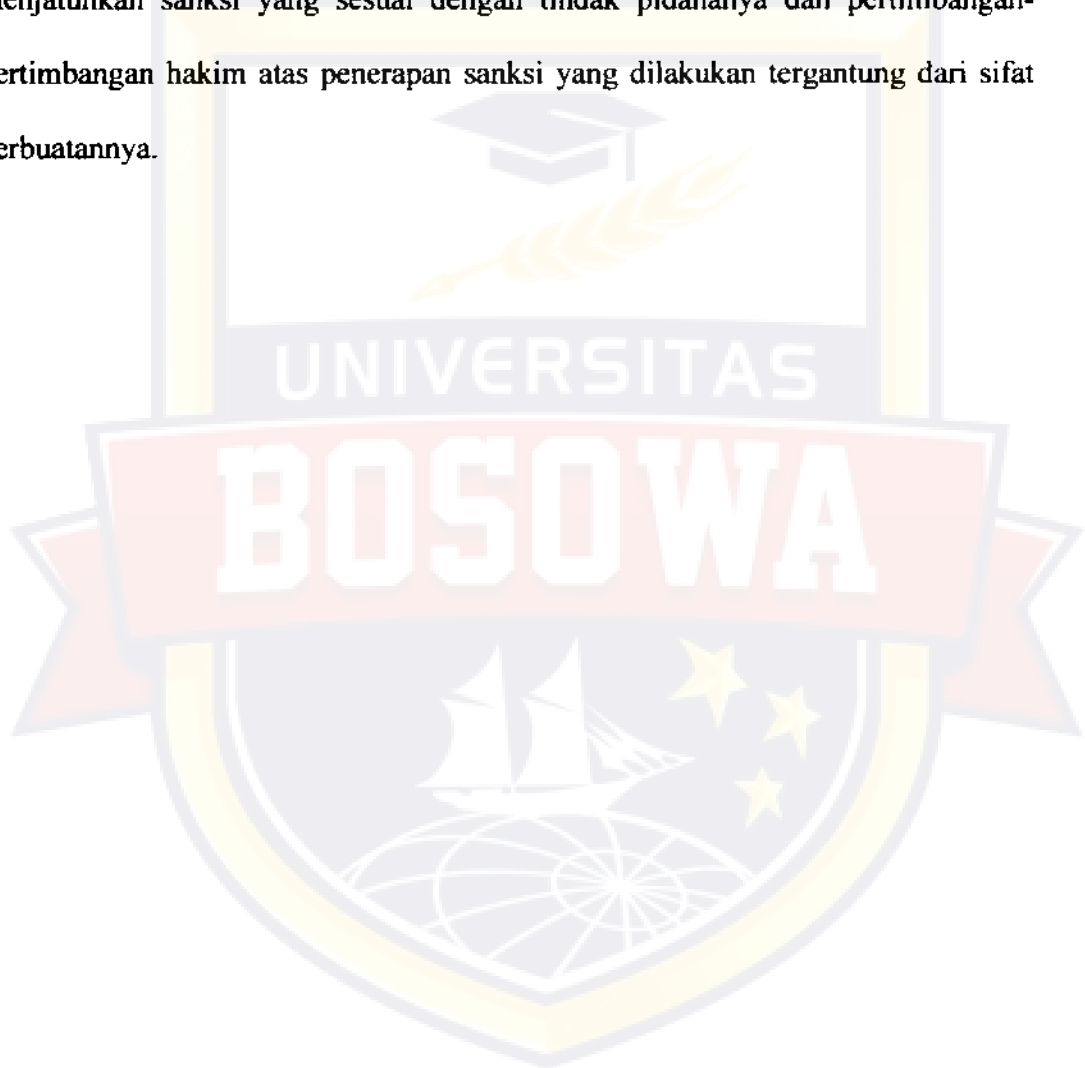 menjatuhkan sanksi yang sesuai dengan tindak pidananya dan pertimbangan-
ertimbangan hakim atas penerapan sanksi yang dilakukan tergantung dari sifat
erbuatannya.
UNIVERSITAS
BOSOWA